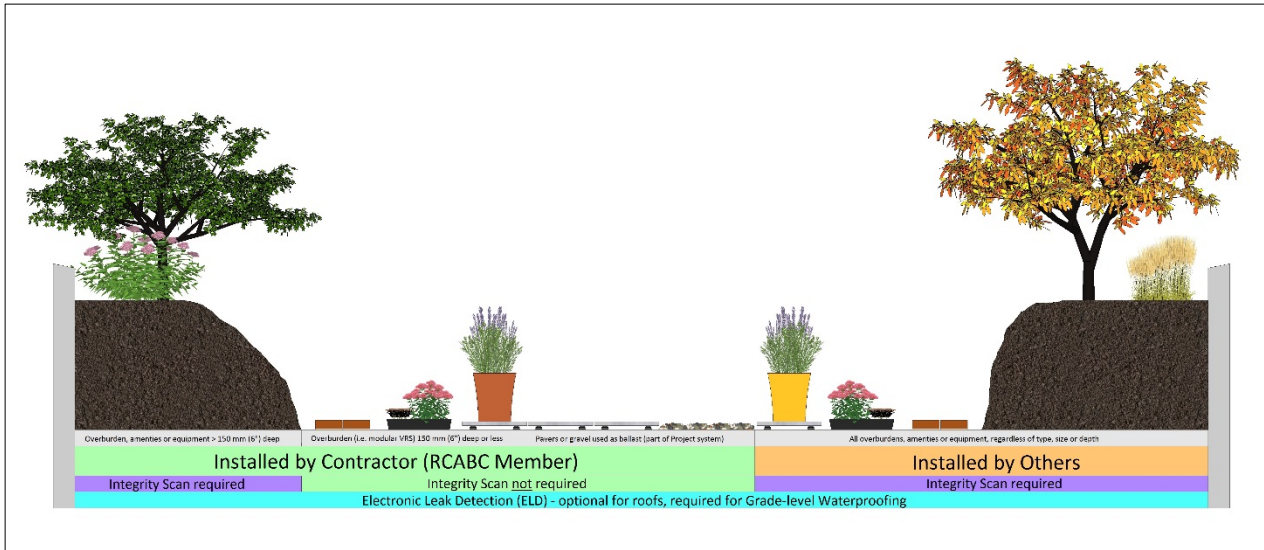 Overburden, amenities or equipment > 150 mm (6") deep
Overburden (i.e. modular VRS) 150 mm (6") deep or less
Pavers or gravel used as ballast (part of Project system)
All overburdens, amenities or equipment, regardless of type, size or depth
Installed by Contractor (RCABC Member)
Installed by Others
Integrity Scan required
Integrity Scan not required
Integrity Scan required
Electronic Leak Detection (ELD) - optional for roofs, required for Grade-level Waterproofing